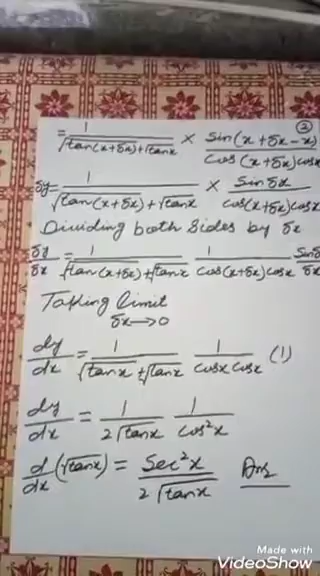 ②
= 1/(√tan(x+δx)+√tanx) × sin(x+δx-x)/(cos(x+δx)cosx
δy = 1/(√tan(x+δx)+√tanx) × sin δx/(cos(x+δx)cosx
Dividing both sides by δx
δy/δx = 1/(√tan(x+δx)+√tanx) 1/(cos(x+δx)cosx) sinδ/δx
Taking limit
δx→0
dy/dx = 1/(√tanx+√tanx) 1/(cosx cosx) (1)
dy/dx = 1/(2√tanx) 1/cos²x
d/dx (√tanx) = Sec²x/(2√tanx) Ans
Made with
VideoShow